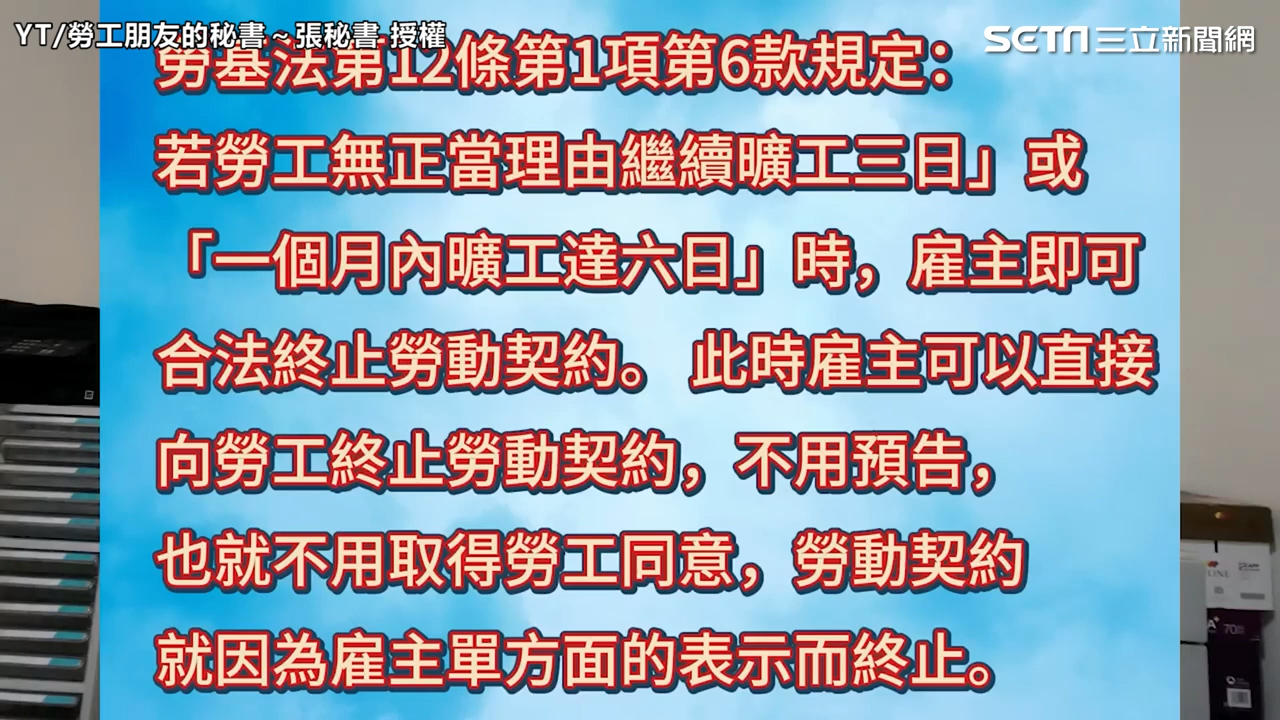 YT/勞工朋友的秘書~張秘書 授權
SETN三立新聞網
勞基法第12條第1項第6款規定：
若勞工無正當理由繼續曠工三日」或
「一個月內曠工達六日」時，雇主即可
合法終止勞動契約。 此時雇主可以直接
向勞工終止勞動契約，不用預告，
也就不用取得勞工同意，勞動契約
就因為雇主單方面的表示而終止。